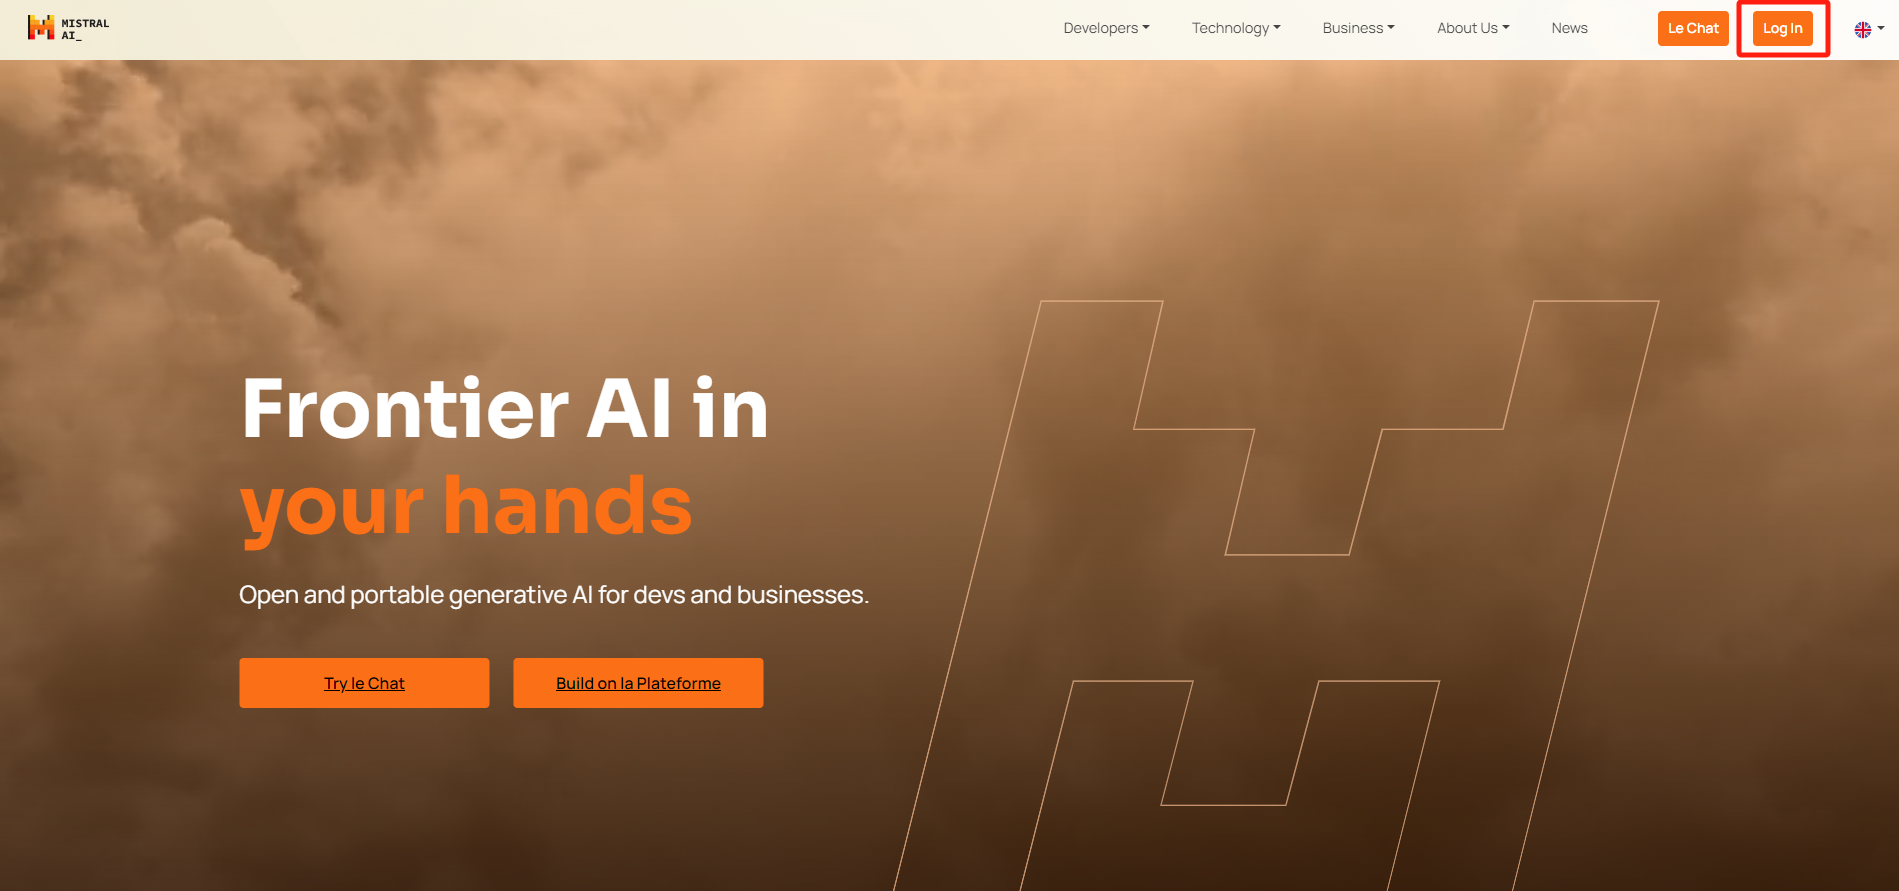 MISTRAL
AI_
Developers
Technology
Business
About Us
News
Le Chat
Log In
Frontier AI in
your hands
Open and portable generative AI for devs and businesses.
Try le Chat
Build on la Plateforme